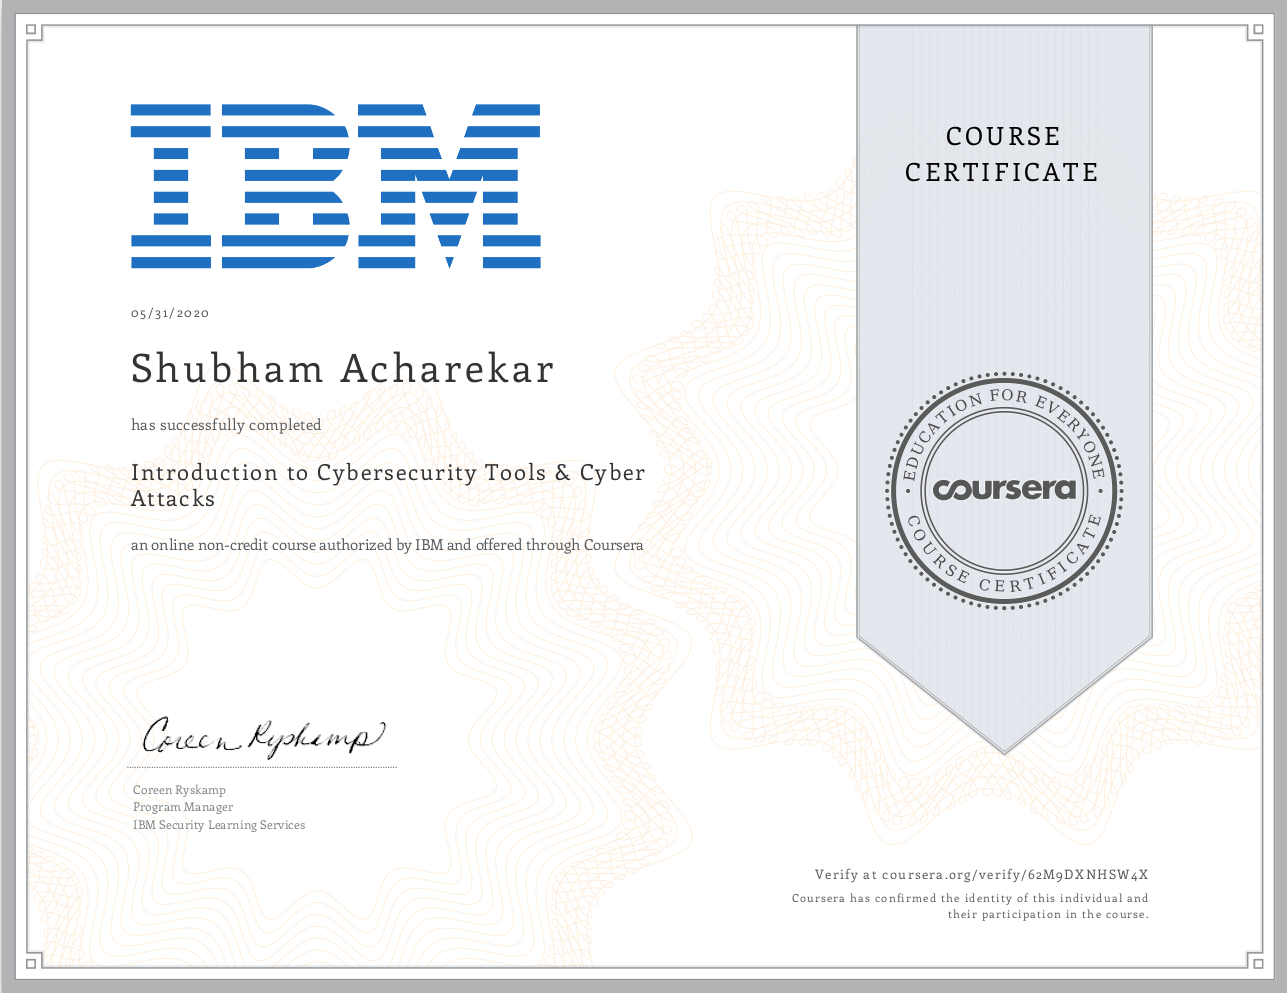 IBM
COURSE
CERTIFICATE
05/31/2020
Shubham Acharekar
has successfully completed
Introduction to Cybersecurity Tools & Cyber
Attacks
an online non-credit course authorized by IBM and offered through Coursera
EDUCATION FOR EVERYONE
coursera
COURSE CERTIFICATE
Coreen Ryskamp
Coreen Ryskamp
Program Manager
IBM Security Learning Services
Verify at coursera.org/verify/62M9DXNHSW4X
Coursera has confirmed the identity of this individual and
their participation in the course.